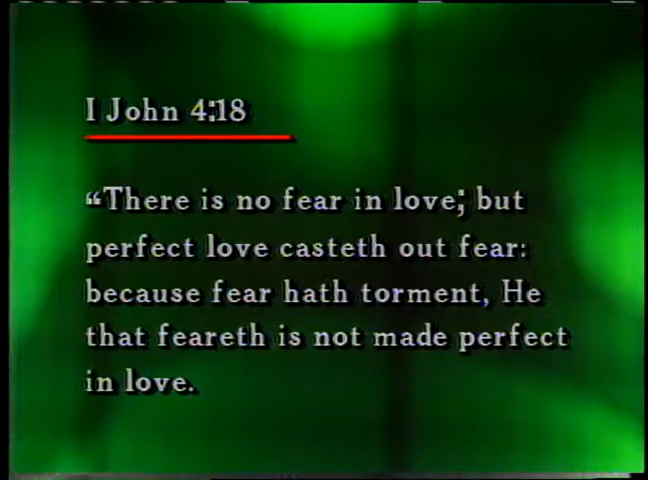 I John 4:18
“There is no fear in love; but
perfect love casteth out fear:
because fear hath torment, He
that feareth is not made perfect
in love.